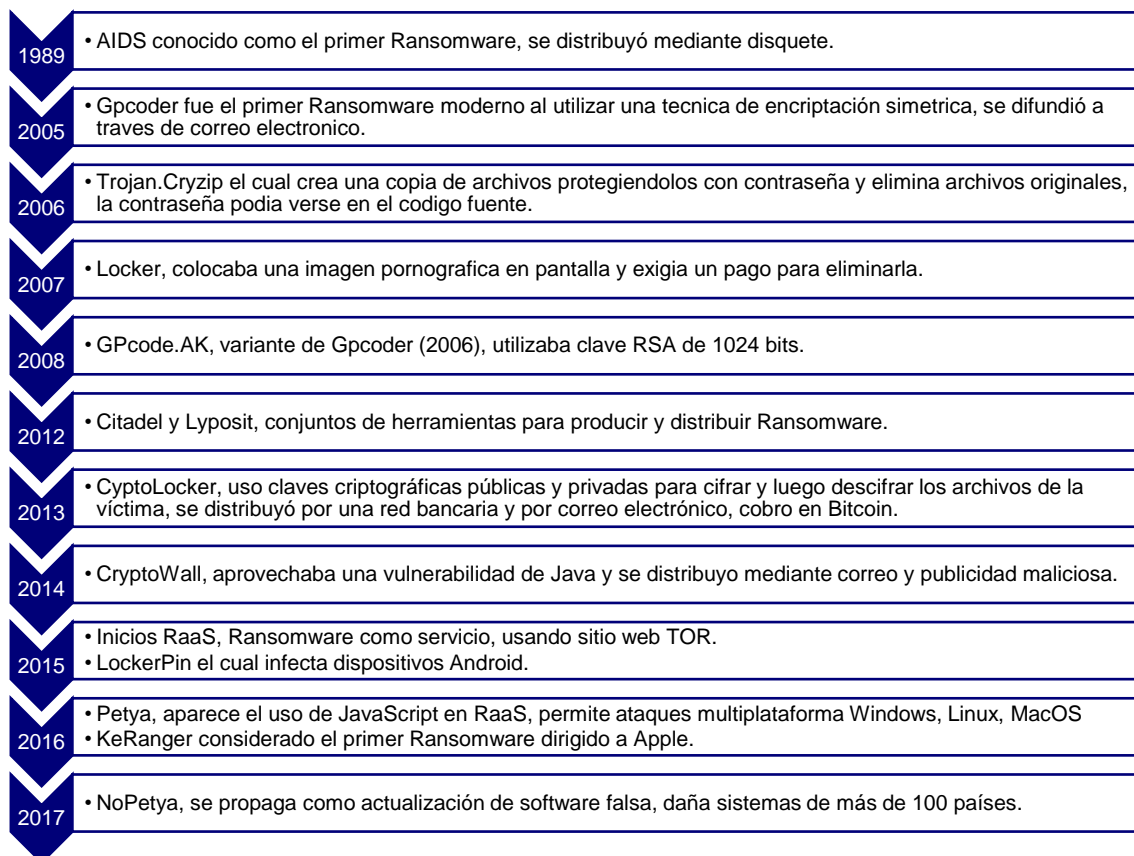 1989
• AIDS conocido como el primer Ransomware, se distribuyó mediante disquete.
2005
• Gpcoder fue el primer Ransomware moderno al utilizar una tecnica de encriptación simetrica, se difundió a
traves de correo electronico.
2006
• Trojan.Cryzip el cual crea una copia de archivos protegiendolos con contraseña y elimina archivos originales,
la contraseña podia verse en el codigo fuente.
2007
• Locker, colocaba una imagen pornografica en pantalla y exigia un pago para eliminarla.
2008
• GPcode.AK, variante de Gpcoder (2006), utilizaba clave RSA de 1024 bits.
2012
• Citadel y Lyposit, conjuntos de herramientas para producir y distribuir Ransomware.
2013
• CyptoLocker, uso claves criptográficas públicas y privadas para cifrar y luego descifrar los archivos de la
víctima, se distribuyó por una red bancaria y por correo electrónico, cobro en Bitcoin.
2014
• CryptoWall, aprovechaba una vulnerabilidad de Java y se distribuyo mediante correo y publicidad maliciosa.
2015
• Inicios RaaS, Ransomware como servicio, usando sitio web TOR.
• LockerPin el cual infecta dispositivos Android.
2016
• Petya, aparece el uso de JavaScript en RaaS, permite ataques multiplataforma Windows, Linux, MacOS
• KeRanger considerado el primer Ransomware dirigido a Apple.
2017
• NoPetya, se propaga como actualización de software falsa, daña sistemas de más de 100 países.